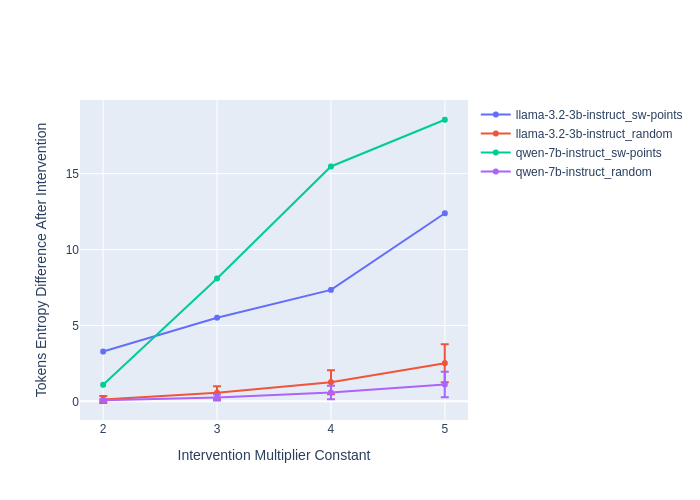 llama-3.2-3b-instruct_sw-points
llama-3.2-3b-instruct_random
qwen-7b-instruct_sw-points
qwen-7b-instruct_random
Tokens Entropy Difference After Intervention
15
10
5
0
2 3 4 5
Intervention Multiplier Constant